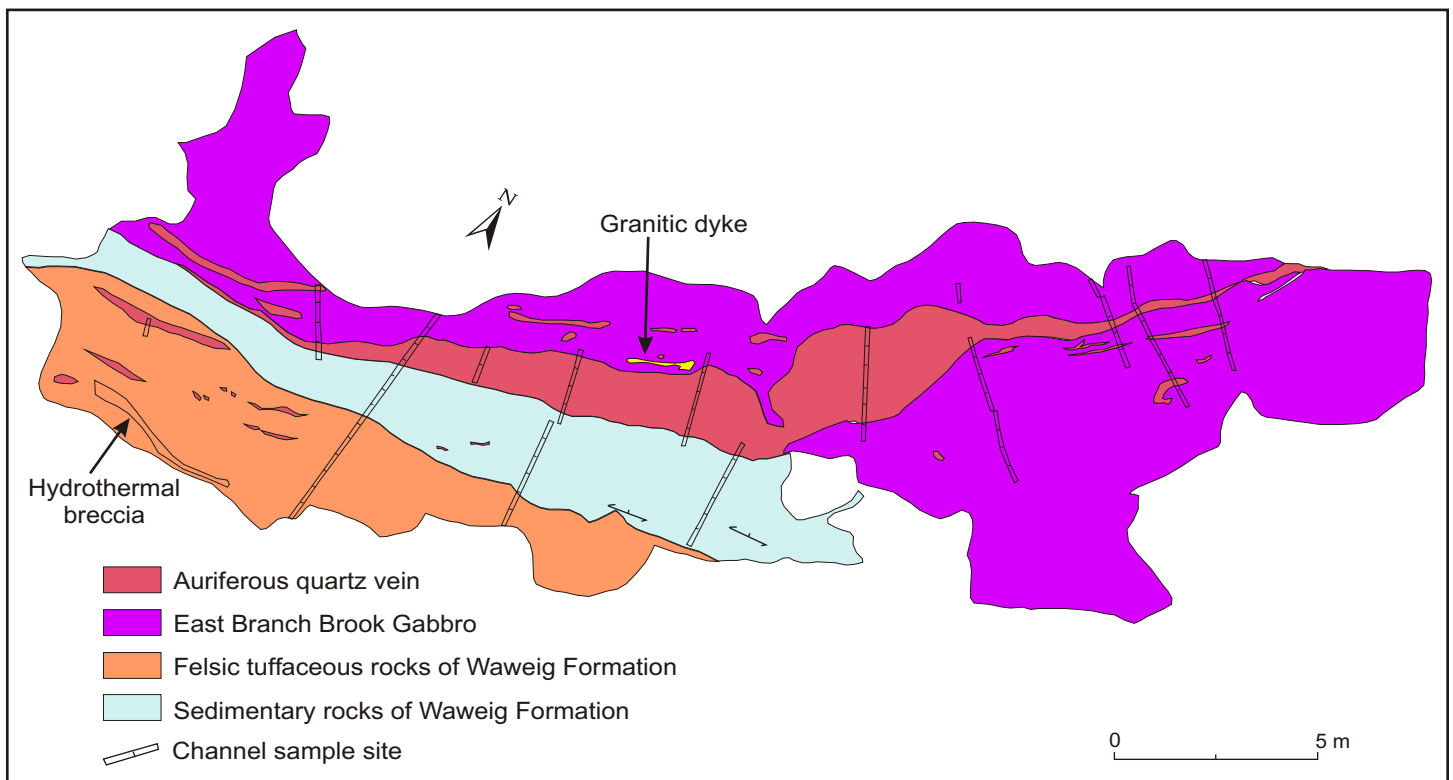 N
Granitic dyke
Hydrothermal
breccia
Auriferous quartz vein
East Branch Brook Gabbro
Felsic tuffaceous rocks of Waweig Formation
Sedimentary rocks of Waweig Formation
Channel sample site
0 5 m